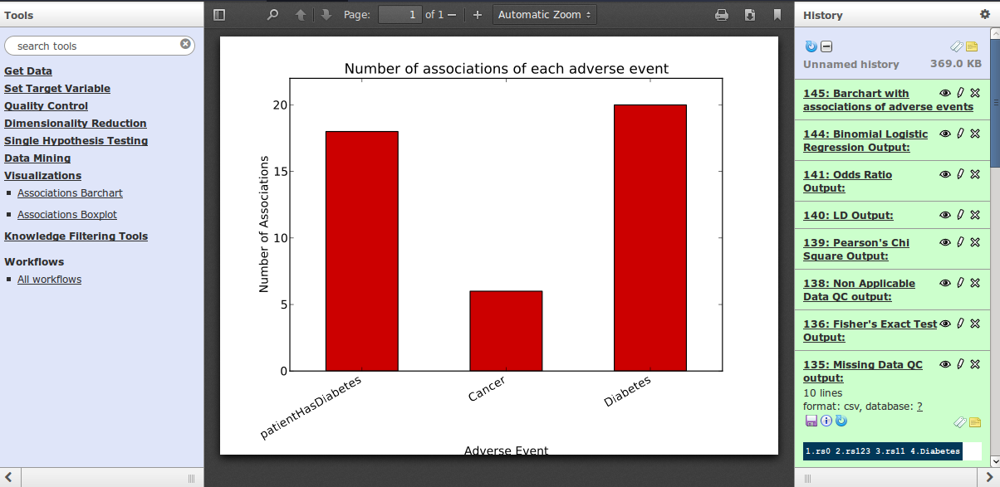 Tools
search tools
Get Data
Set Target Variable
Quality Control
Dimensionality Reduction
Single Hypothesis Testing
Data Mining
Visualizations
Associations Barchart
Associations Boxplot
Knowledge Filtering Tools
Workflows
All workflows
Page: 1 of 1
Automatic Zoom
Number of associations of each adverse event
Number of Associations
20
15
10
5
0
patientHasDiabetes
Cancer
Diabetes
Adverse Event
History
Unnamed history 369.0 KB
145: Barchart with
associations of adverse events
144: Binomial Logistic
Regression Output:
141: Odds Ratio
Output:
140: LD Output:
139: Pearson's Chi
Square Output:
138: Non Applicable
Data QC output:
136: Fisher's Exact Test
Output:
135: Missing Data QC
output:
10 lines
format: csv, database: ?
1.rs0 2.rs123 3.rs11 4.Diabetes